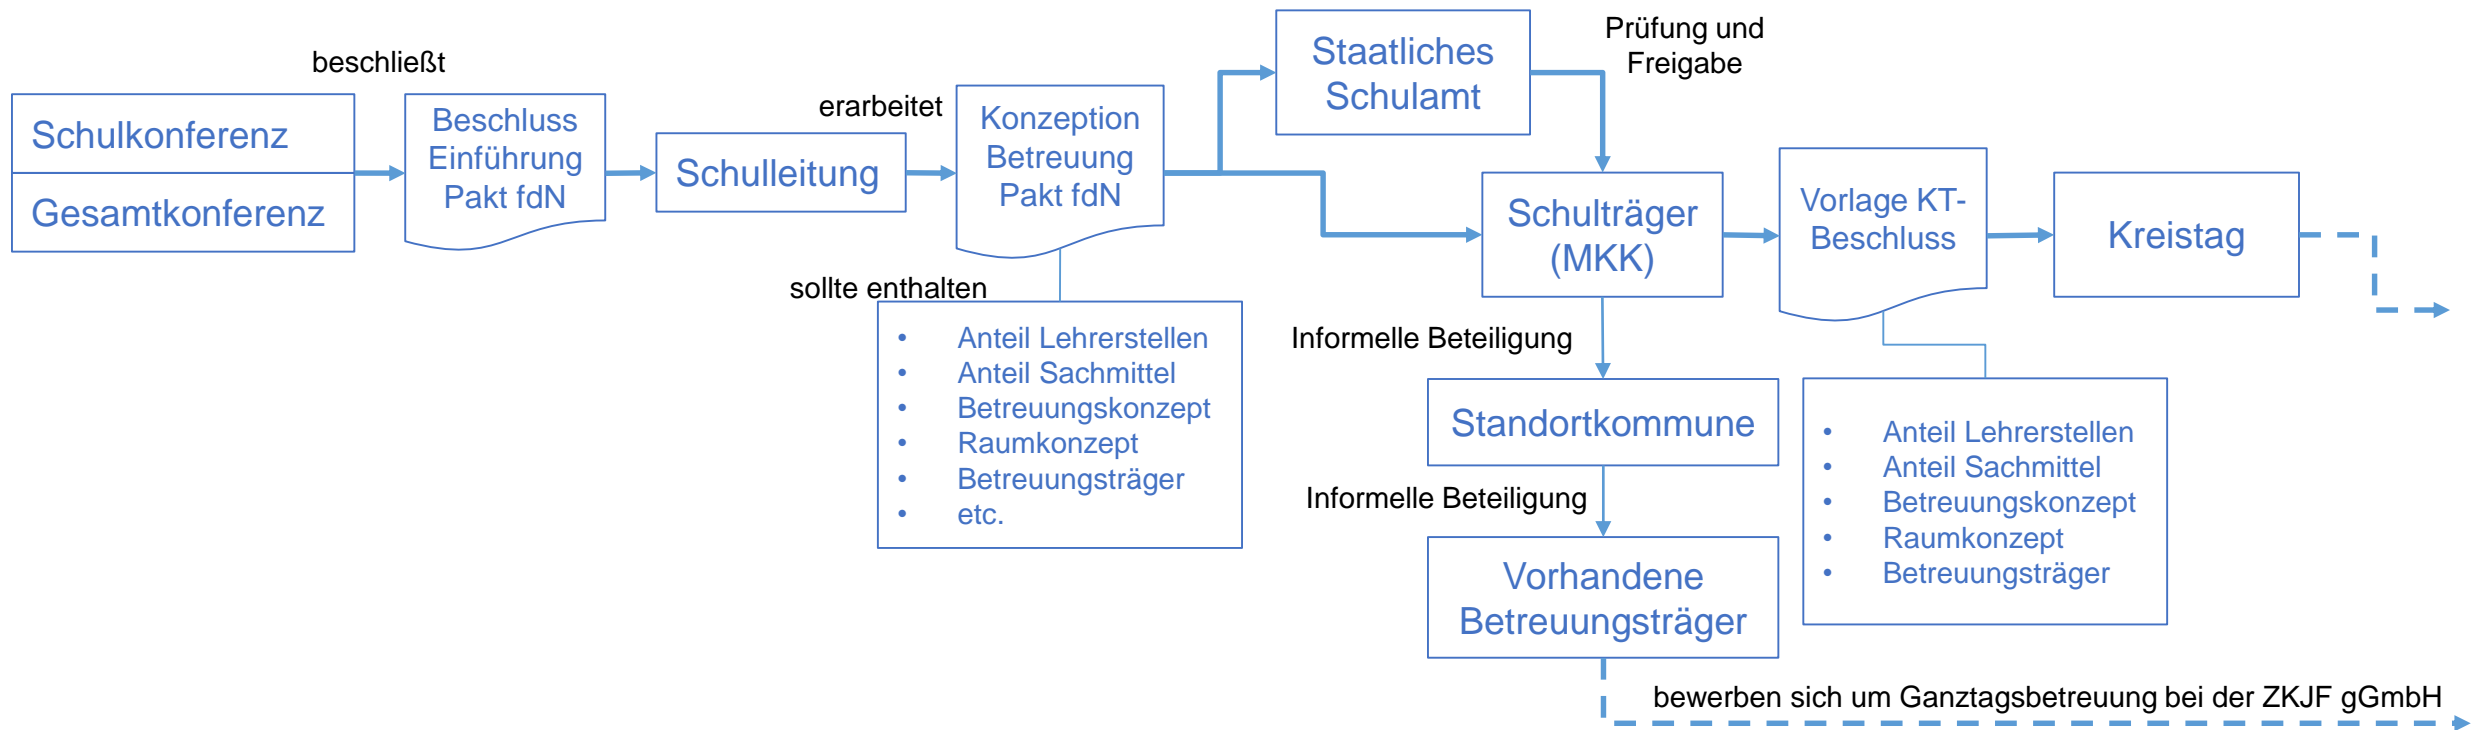 beschließt
Schulkonferenz
Gesamtkonferenz
Beschluss
Einführung
Pakt fdN
Schulleitung
erarbeitet
Konzeption
Betreuung
Pakt fdN
sollte enthalten
• Anteil Lehrerstellen
• Anteil Sachmittel
• Betreuungskonzept
• Raumkonzept
• Betreuungsträger
• etc.
Staatliches
Schulamt
Prüfung und
Freigabe
Schulträger
(MKK)
Informelle Beteiligung
Standortkommune
Informelle Beteiligung
Vorhandene
Betreuungsträger
bewerben sich um Ganztagsbetreuung bei der ZKJF gGmbH
Vorlage KT-
Beschluss
• Anteil Lehrerstellen
• Anteil Sachmittel
• Betreuungskonzept
• Raumkonzept
• Betreuungsträger
Kreistag